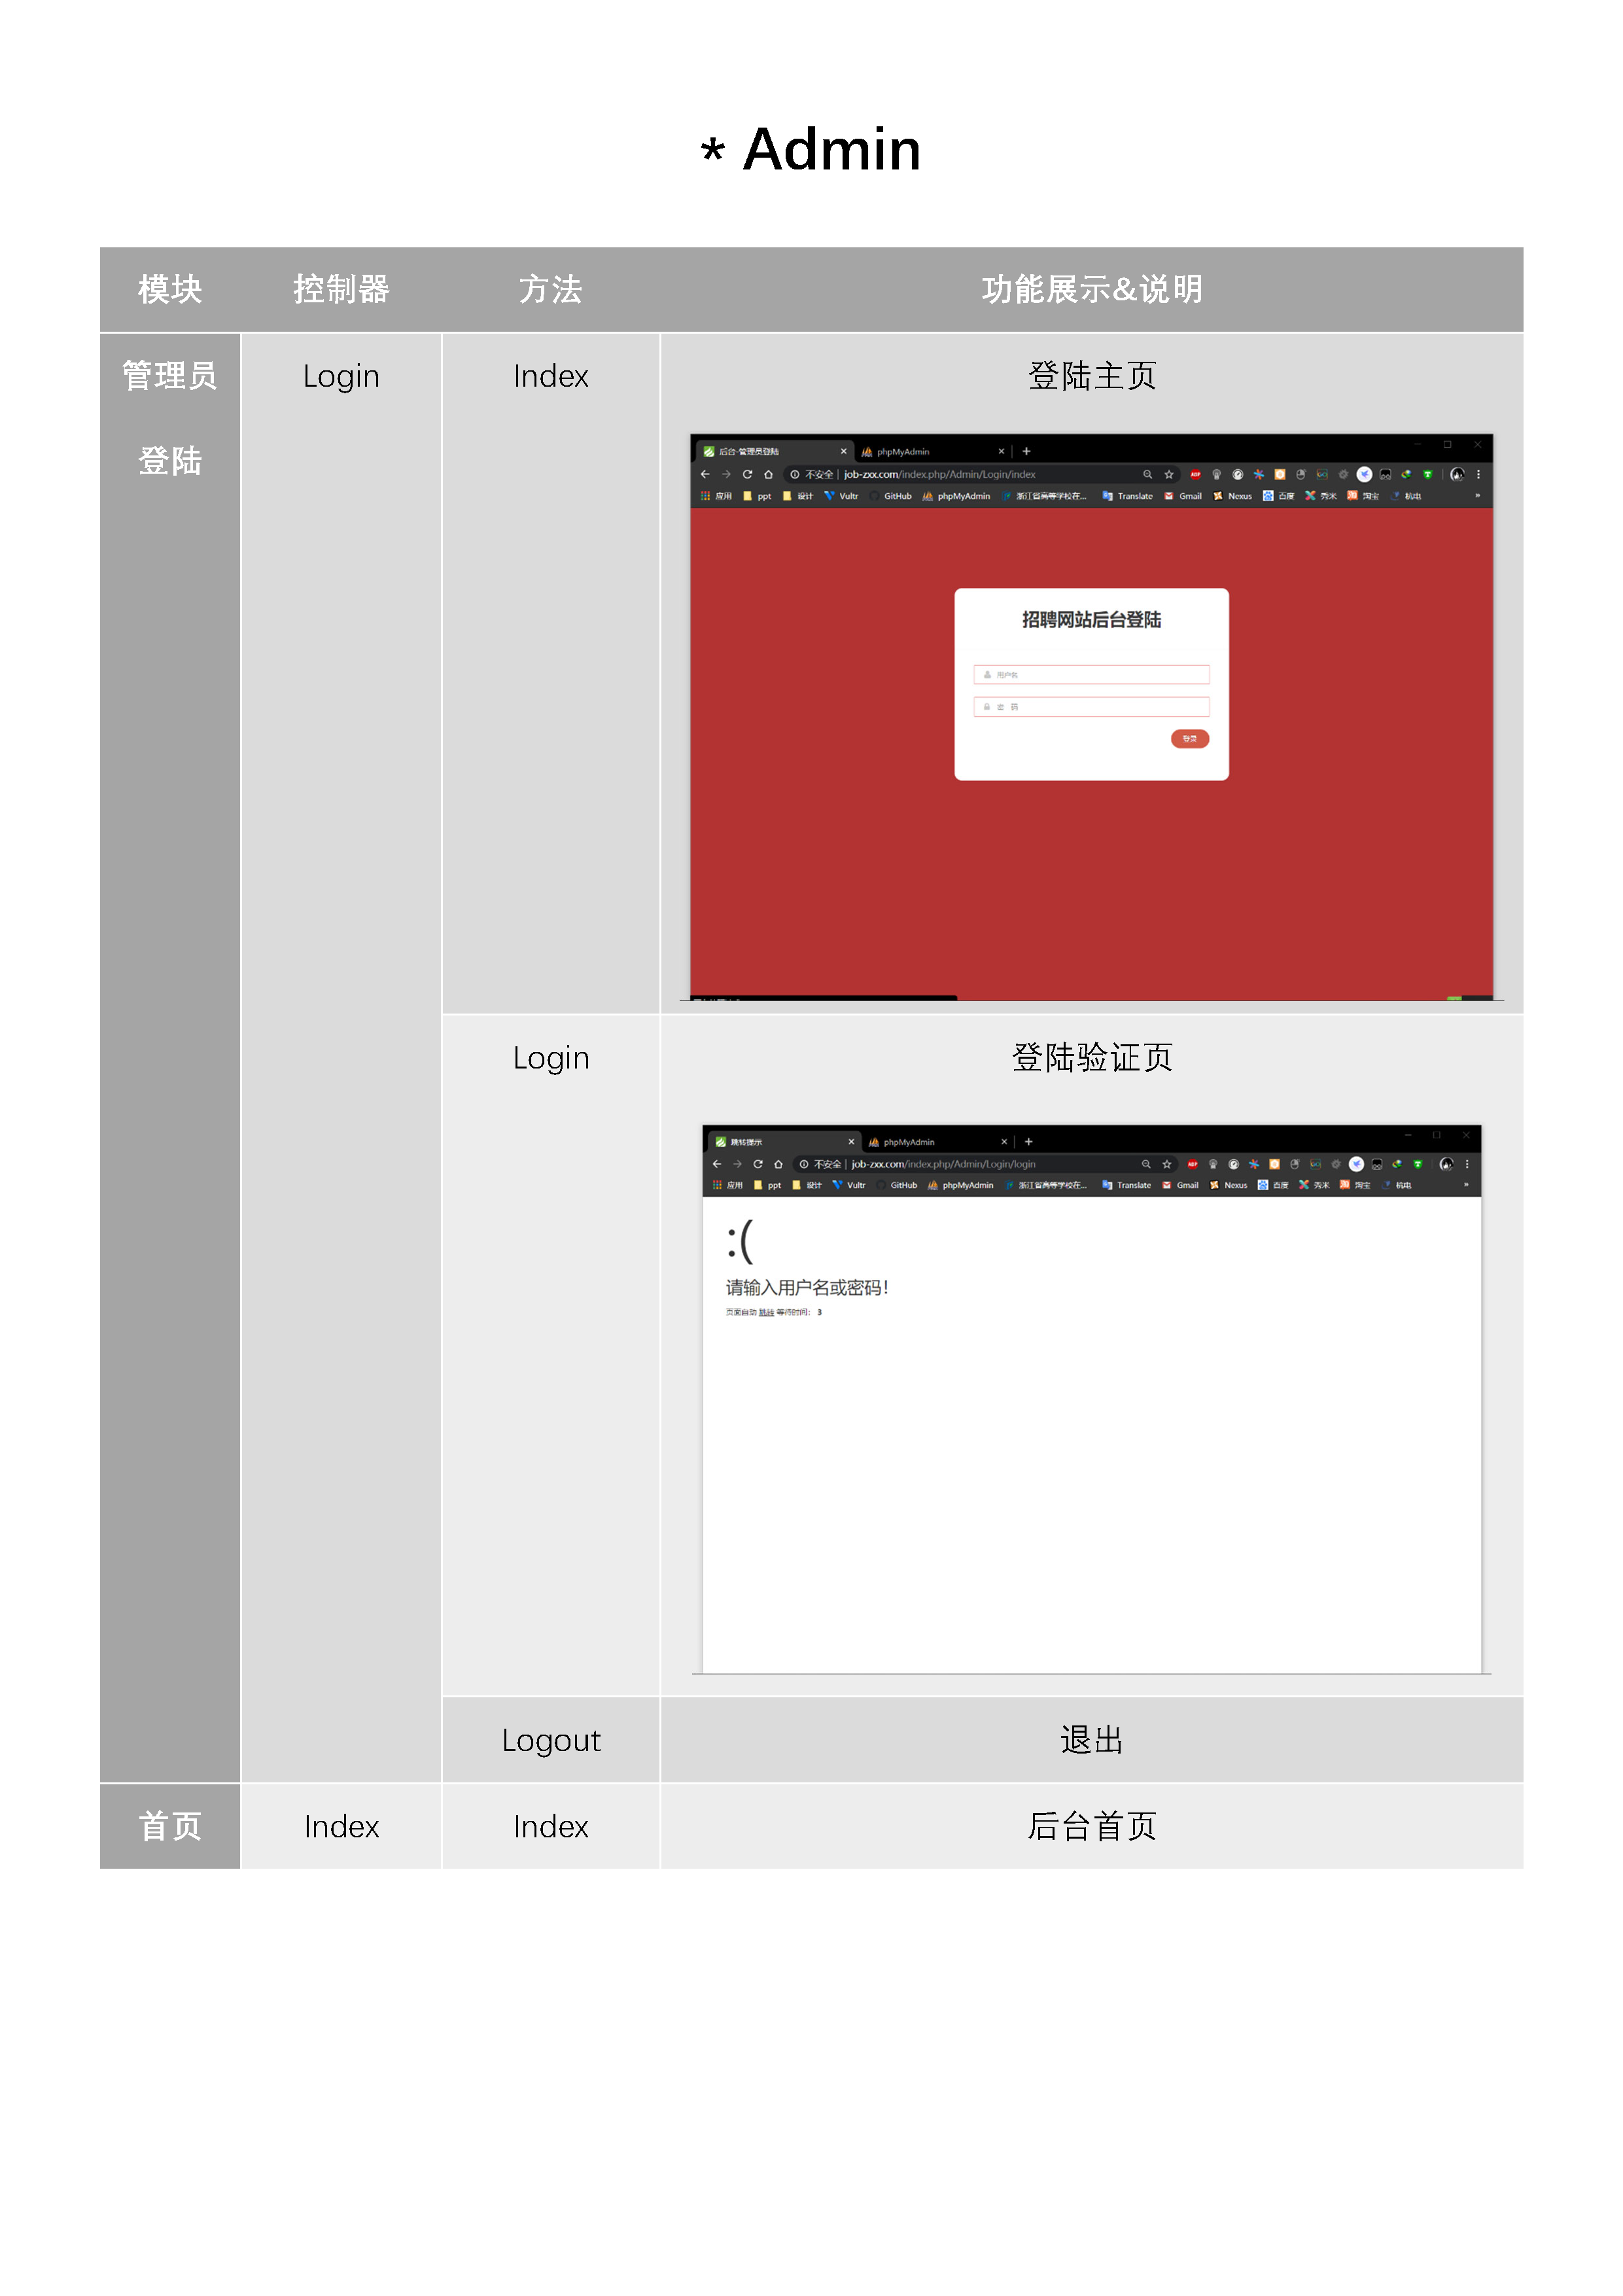 * Admin
模块 控制器 方法 功能展示&说明
管理员 Login Index 登陆主页
登陆
后台-管理员登陆 phpMyAdmin
不安全 job-zxx.com/index.php/Admin/Login/index
应用 ppt 设计 Vultr GitHub phpMyAdmin 浙江省高等学校在... Translate Gmail Nexus 百度 秀米 淘宝 杭电 »
招聘网站后台登陆
用户名
密 码
登录
Login 登陆验证页
跳转提示 phpMyAdmin
不安全 job-zxx.com/index.php/Admin/Login/login
应用 ppt 设计 Vultr GitHub phpMyAdmin 浙江省高等学校在... Translate Gmail Nexus 百度 秀米 淘宝 杭电 »
:(
请输入用户名或密码！
页面自动 跳转 等待时间： 3
Logout 退出
首页 Index Index 后台首页